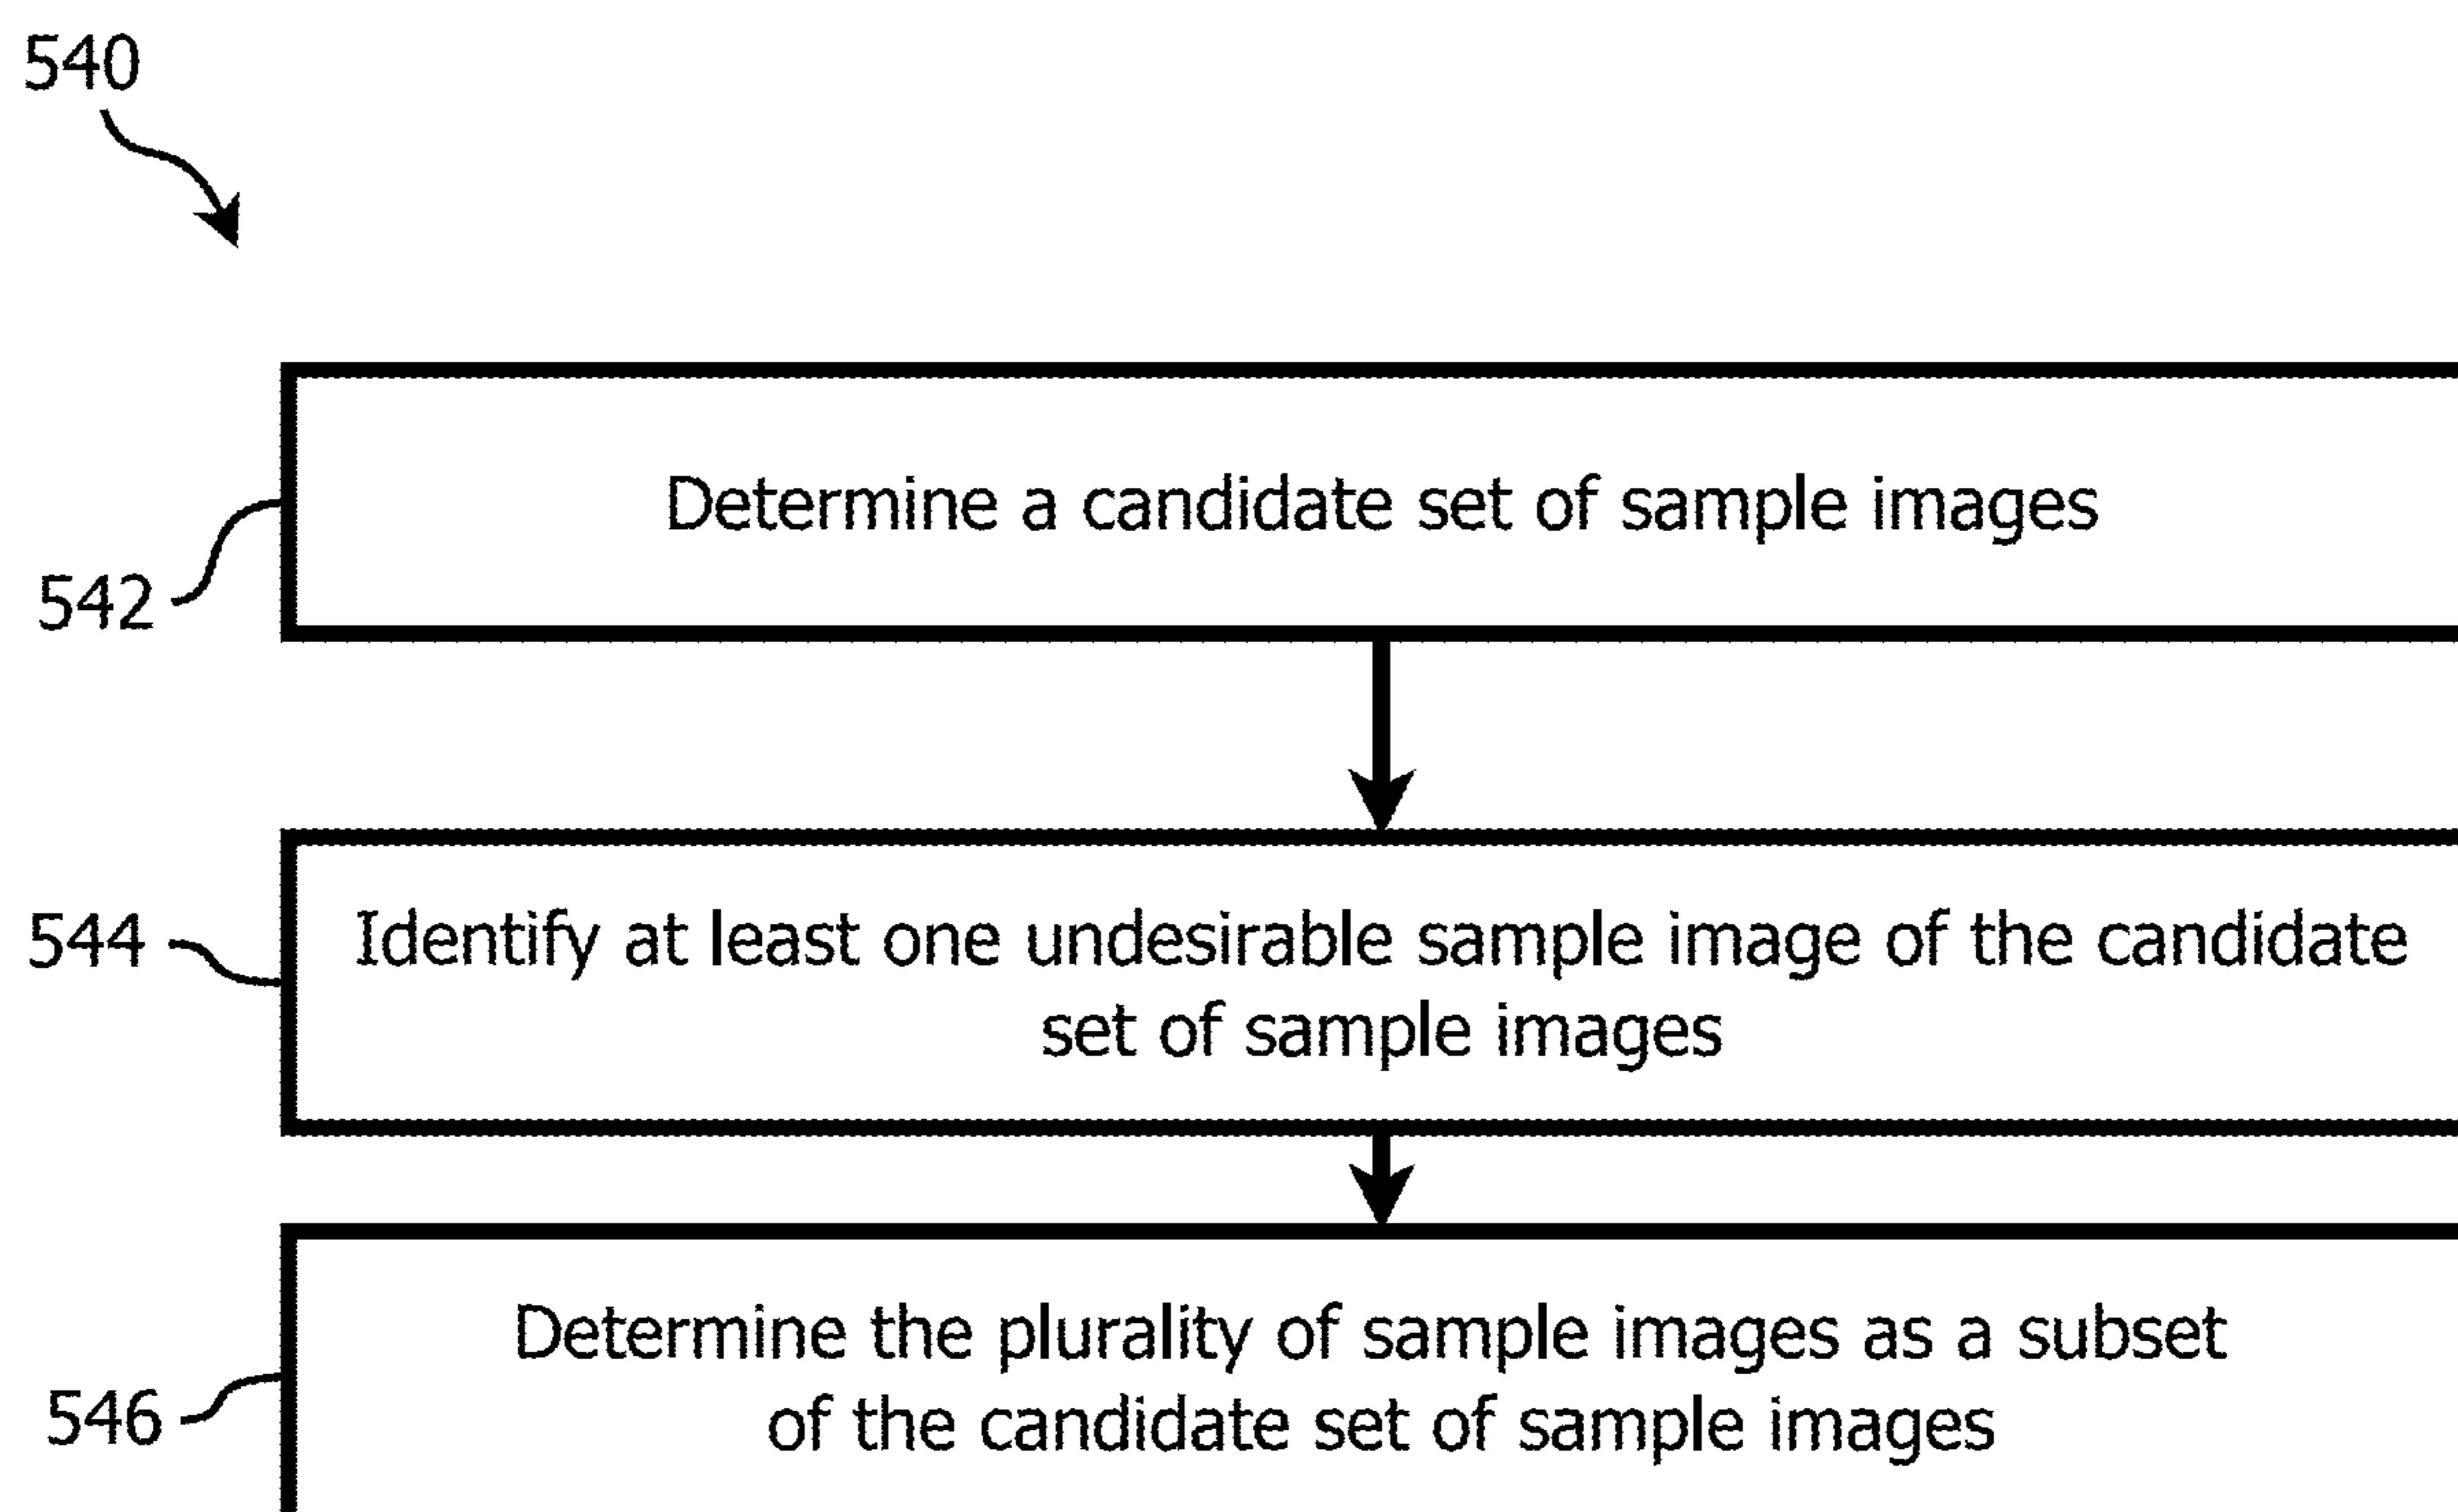 540
Determine a candidate set of sample images
542
544
Identify at least one undesirable sample image of the candidate
set of sample images
Determine the plurality of sample images as a subset
546
of the candidate set of sample images